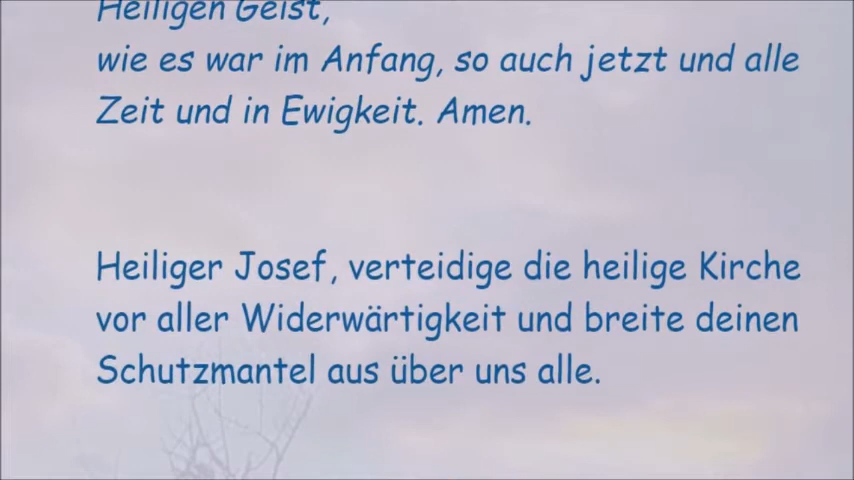 Heiligen Geist,
wie es war im Anfang, so auch jetzt und alle
Zeit und in Ewigkeit. Amen.
Heiliger Josef, verteidige die heilige Kirche
vor aller Widerwärtigkeit und breite deinen
Schutzmantel aus über uns alle.